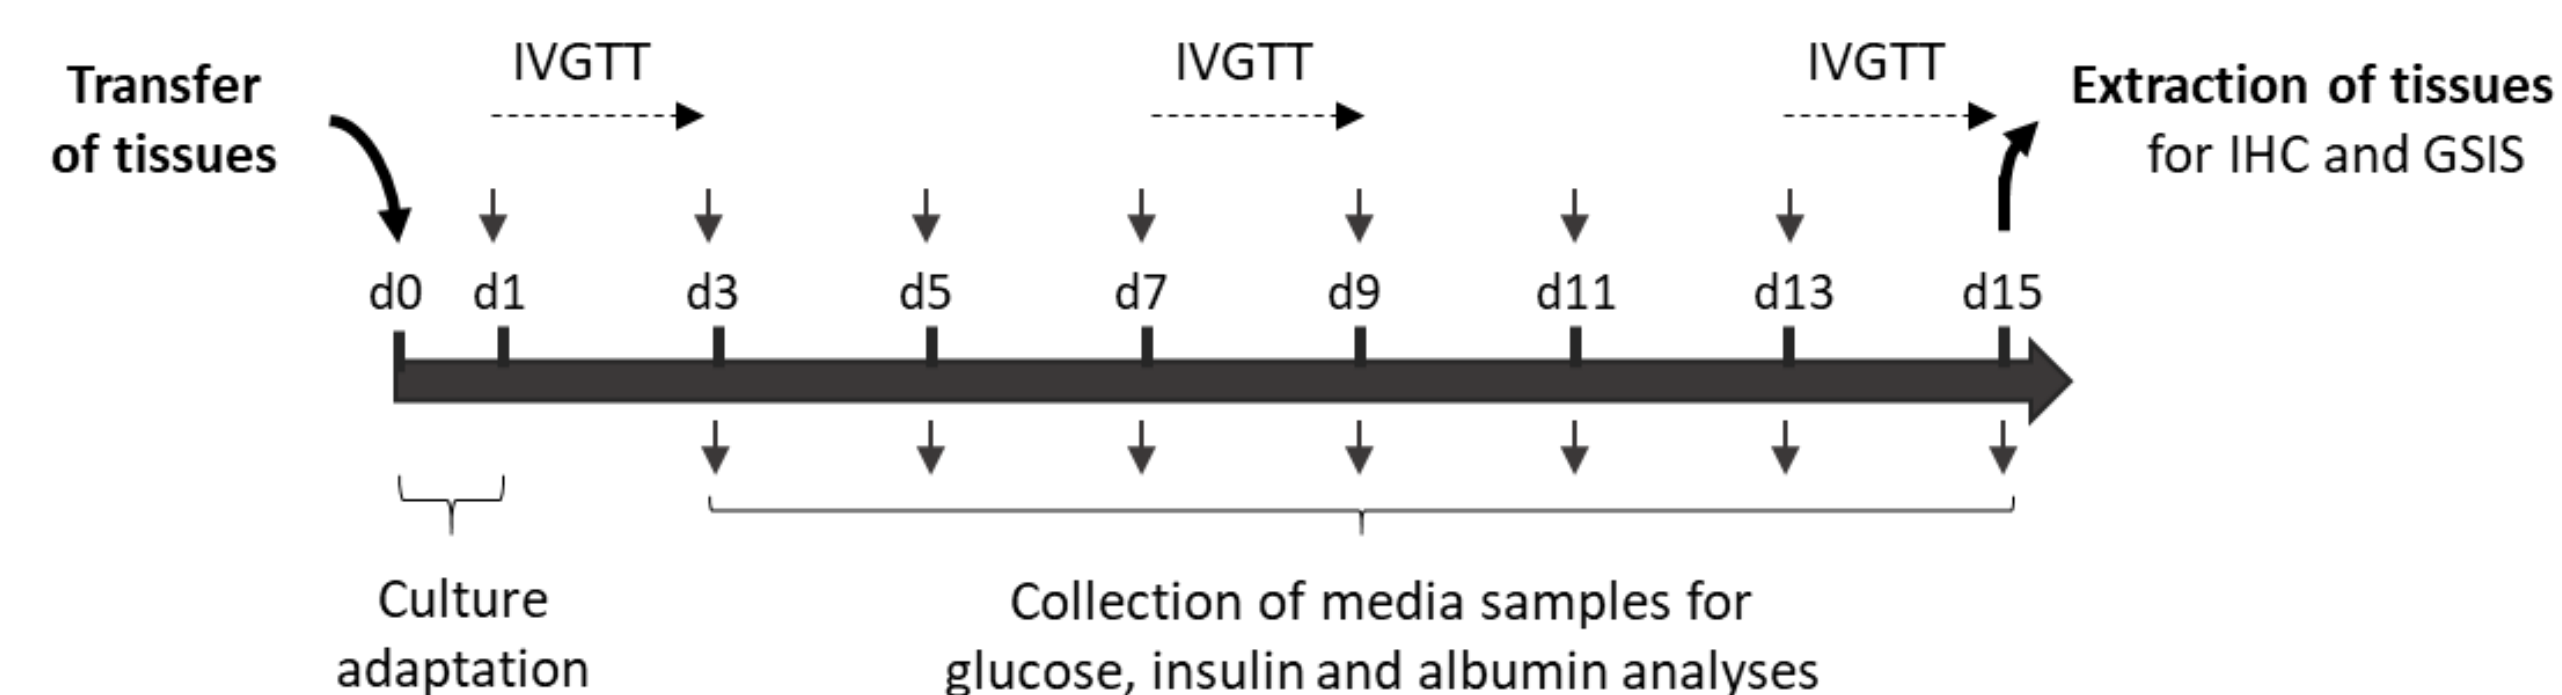 Transfer
of tissues
IVGTT
IVGTT
IVGTT
Extraction of tissues
for IHC and GSIS
d0
d1
d3
d5
d7
d9
d11
d13
d15
Culture
adaptation
Collection of media samples for
glucose, insulin and albumin analyses